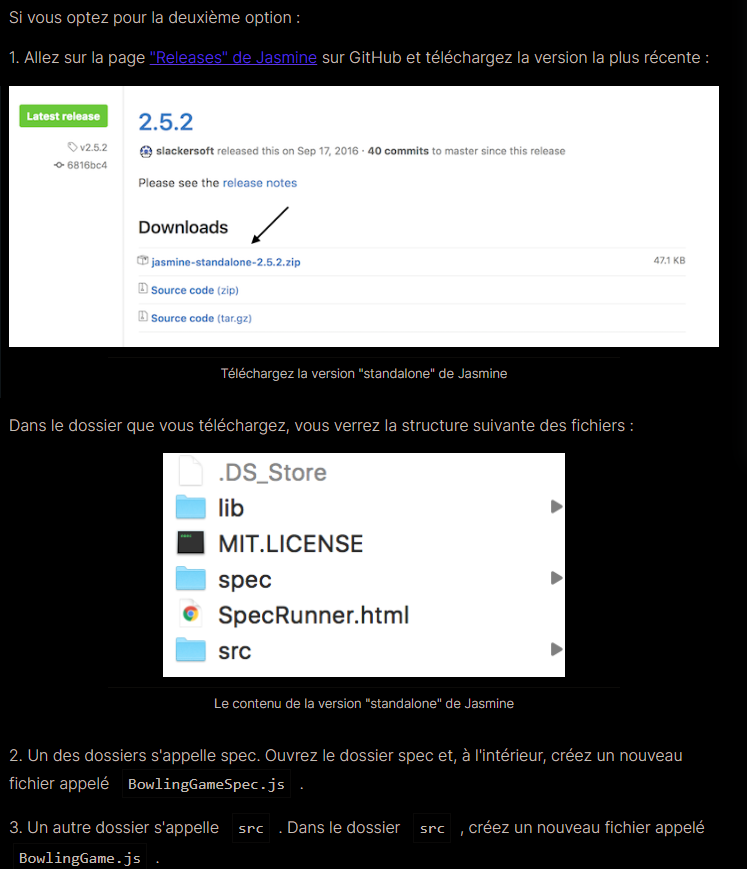 Si vous optez pour la deuxième option :
1. Allez sur la page "Releases" de Jasmine sur GitHub et téléchargez la version la plus récente :
Latest release
2.5.2
v2.5.2
slackersoft released this on Sep 17, 2016 · 40 commits to master since this release
6816bc4
Please see the release notes
Downloads
jasmine-standalone-2.5.2.zip 47.1 KB
Source code (zip)
Source code (tar.gz)
Téléchargez la version "standalone" de Jasmine
Dans le dossier que vous téléchargez, vous verrez la structure suivante des fichiers :
.DS_Store
lib
MIT.LICENSE
spec
SpecRunner.html
src
Le contenu de la version "standalone" de Jasmine
2. Un des dossiers s'appelle spec. Ouvrez le dossier spec et, à l'intérieur, créez un nouveau
fichier appelé BowlingGameSpec.js .
3. Un autre dossier s'appelle src . Dans le dossier src , créez un nouveau fichier appelé
BowlingGame.js .